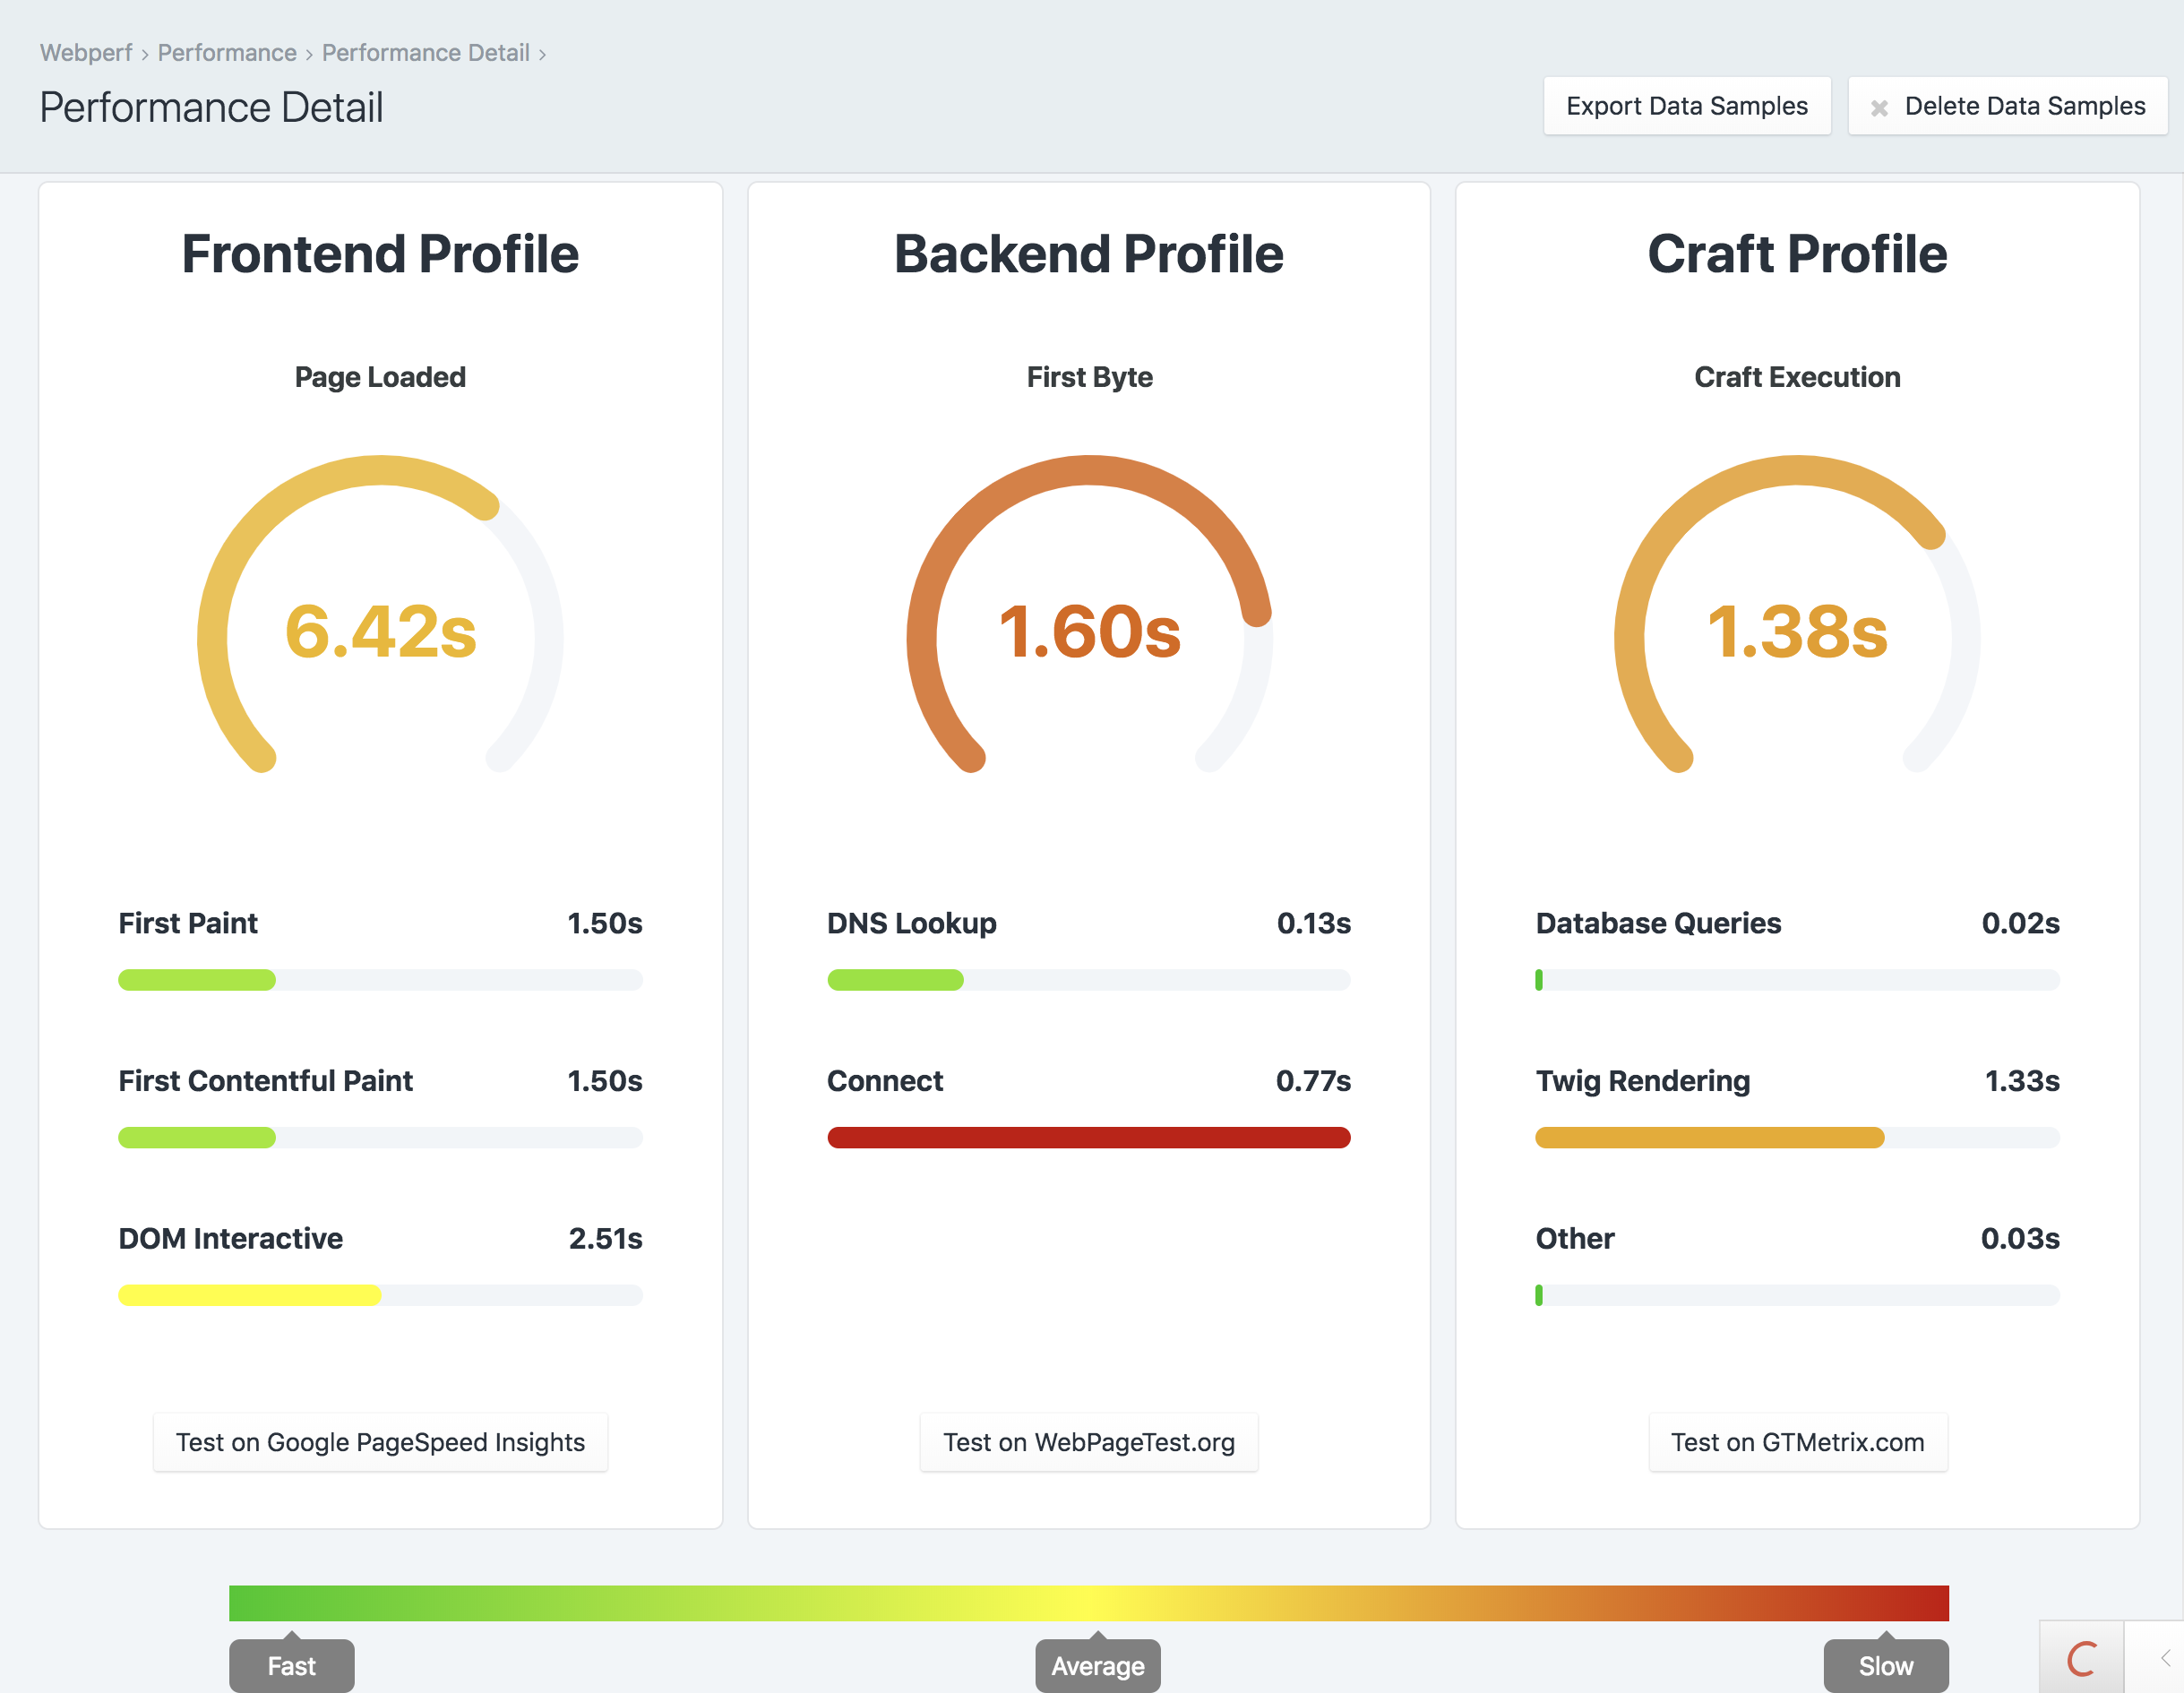 Webperf › Performance › Performance Detail ›
Performance Detail
Export Data Samples
Delete Data Samples
Frontend Profile
Page Loaded
6.42s
First Paint 1.50s
First Contentful Paint 1.50s
DOM Interactive 2.51s
Test on Google PageSpeed Insights
Backend Profile
First Byte
1.60s
DNS Lookup 0.13s
Connect 0.77s
Test on WebPageTest.org
Craft Profile
Craft Execution
1.38s
Database Queries 0.02s
Twig Rendering 1.33s
Other 0.03s
Test on GTMetrix.com
Fast
Average
Slow